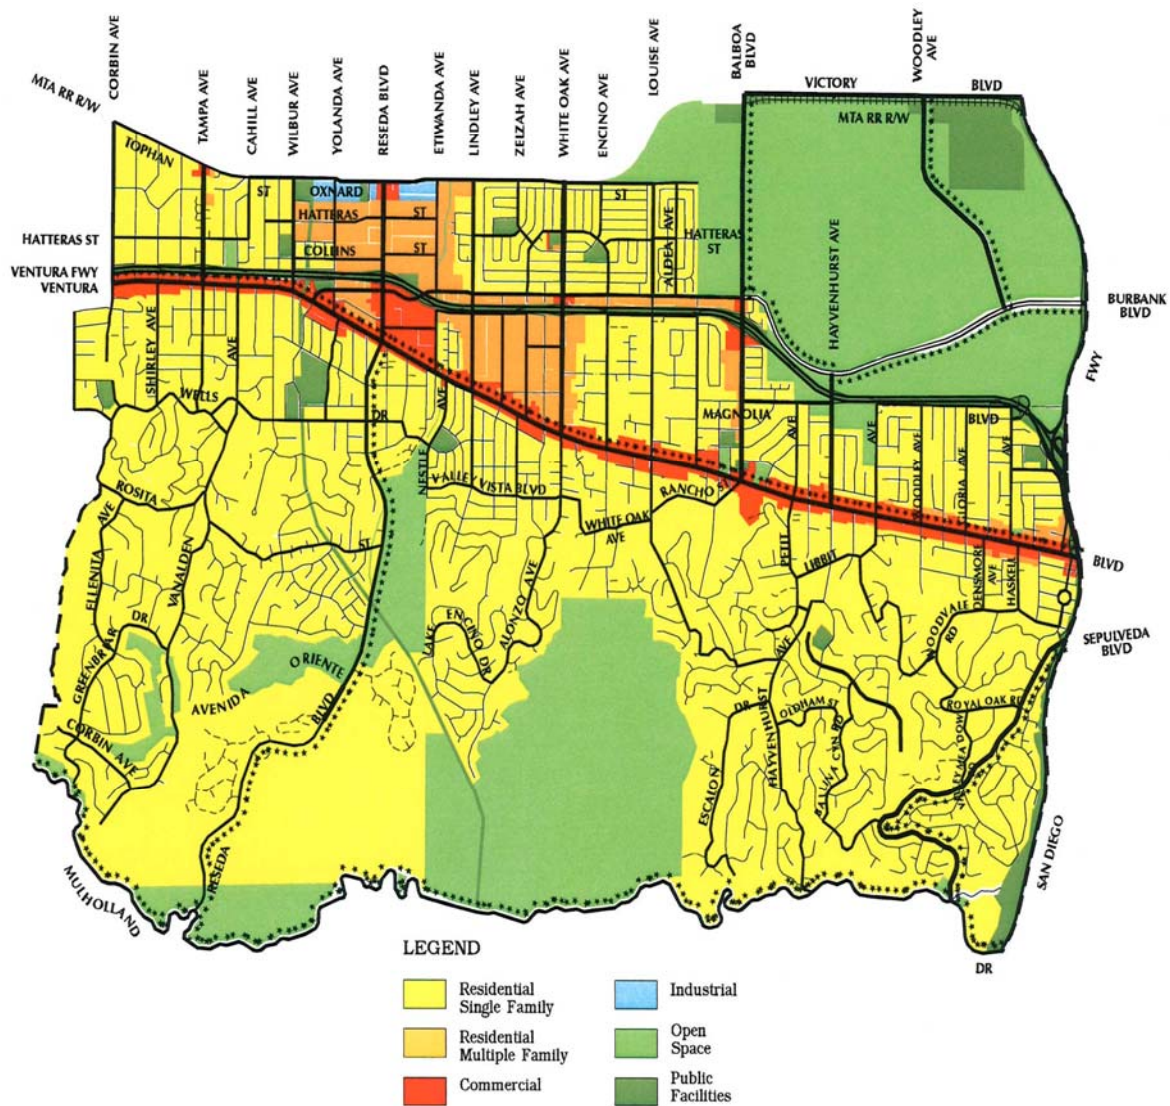 MTA RR R/W
CORBIN AVE
TAMPA AVE
CAHILL AVE
WILBUR AVE
YOLANDA AVE
RESEDA BLVD
ETIWANDA AVE
LINDLEY AVE
ZELZAH AVE
WHITE OAK AVE
ENCINO AVE
LOUISE AVE
BALBOA
BLVD
WOODLEY
AVE
VICTORY
BLVD
MTA RR R/W
TOPHAN
ST
OXNARD
ST
HATTERAS
ST
COLLINS
ST
HATTERAS ST
HATTERAS
ST
ALDEA AVE
HAYVENHURST AVE
VENTURA FWY
VENTURA
BURBANK
BLVD
FWY
SHIRLEY AVE
AVE
WELLS
DR
AVE
NESTLE
MAGNOLIA
BLVD
AVE
AVE
WOODLEY AVE
GLORIA AVE
AVE
ROSITA
ST
VALLEY VISTA BLVD
RANCHO ST
WHITE OAK
AVE
PETIT
AVE
LIBBIT
DENSMORE
AVE
HASKELL
BLVD
ELLENITA
AVE
VANALDEN
GREENBRIAR
DR
LAKE
ENCINO
DR
ALONZO AVE
WOODVALE
RD
SEPULVEDA
BLVD
AVENIDA
ORIENTE
BLVD
RESEDA
CORBIN AVE
ESCALON
DR
HAYVENHURST
OLDHAM ST
BALLINA CYN RD
ROYAL OAK RD
VALLEY MEADOW
SAN DIEGO
MULHOLLAND
DR
LEGEND
Residential
Single Family
Residential
Multiple Family
Commercial
Industrial
Open
Space
Public
Facilities